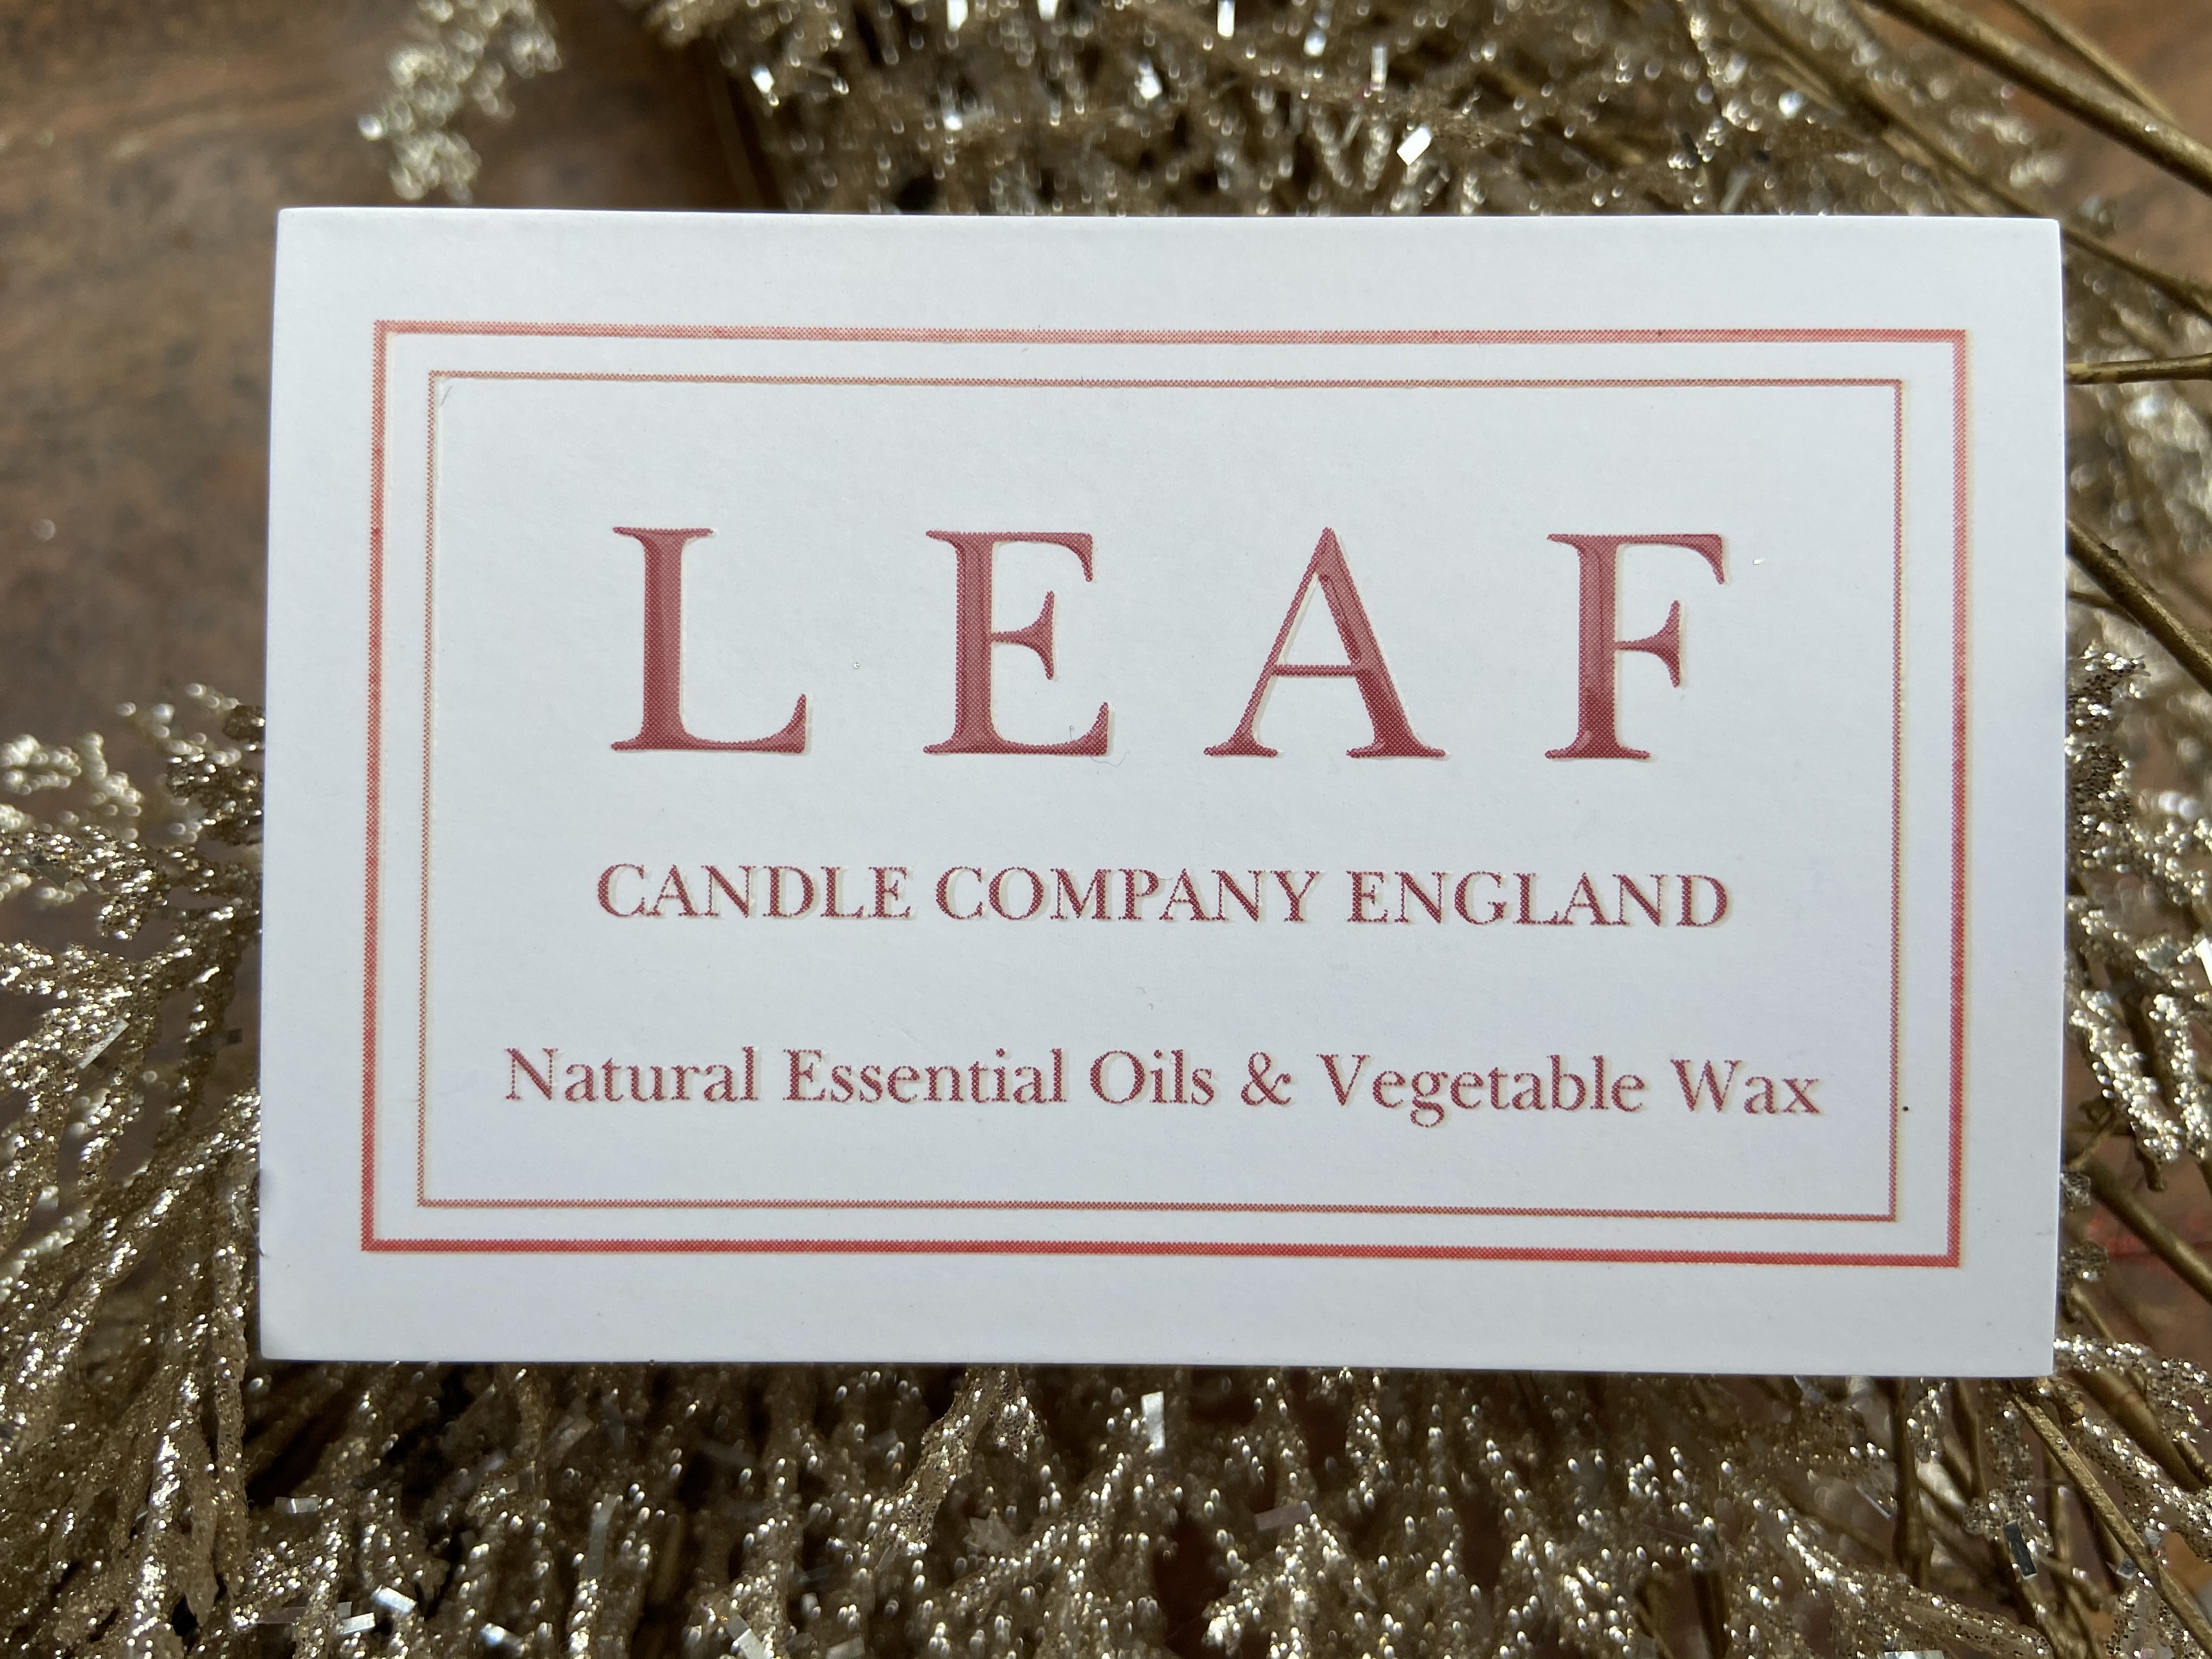 LEAF
CANDLE COMPANY ENGLAND
Natural Essential Oils & Vegetable Wax